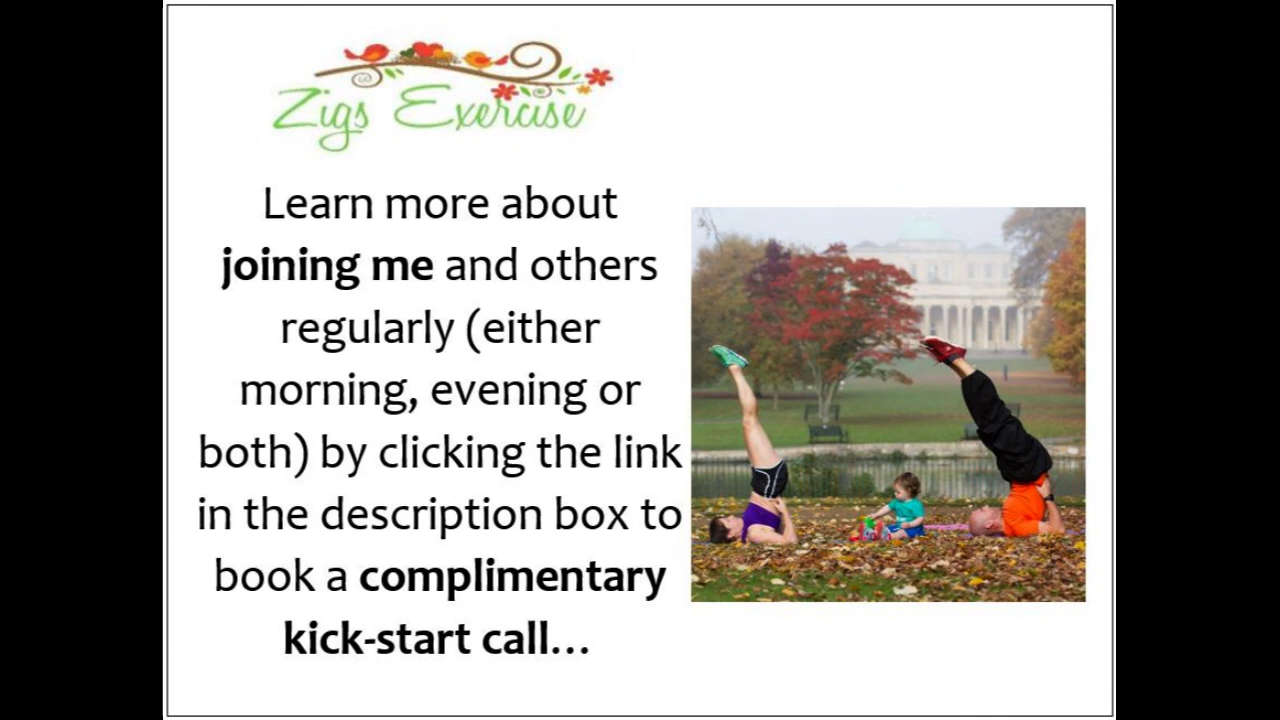 Zigs Exercise
Learn more about
joining me and others
regularly (either
morning, evening or
both) by clicking the link
in the description box to
book a complimentary
kick-start call…